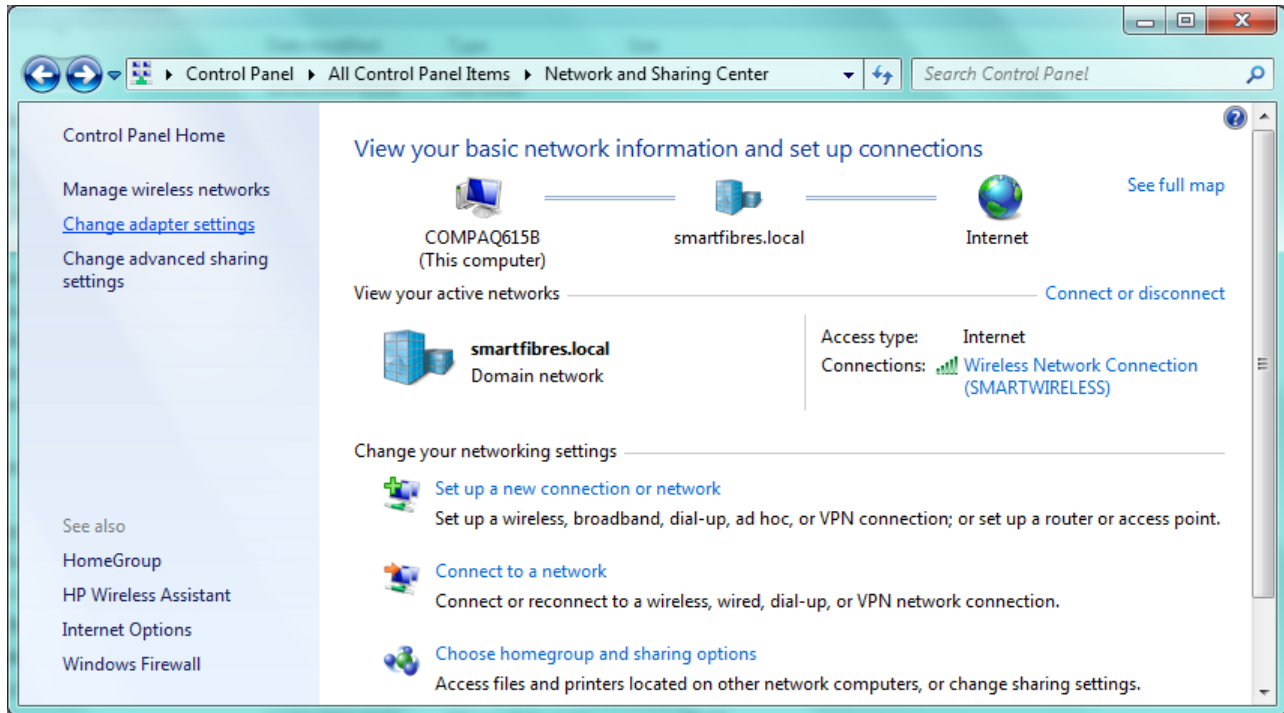 Control Panel
All Control Panel Items
Network and Sharing Center
Search Control Panel
Control Panel Home
Manage wireless networks
Change adapter settings
Change advanced sharing
settings
See also
HomeGroup
HP Wireless Assistant
Internet Options
Windows Firewall
View your basic network information and set up connections
See full map
COMPAQ615B
(This computer)
smartfibres.local
Internet
View your active networks
Connect or disconnect
smartfibres.local
Domain network
Access type: Internet
Connections: Wireless Network Connection
(SMARTWIRELESS)
Change your networking settings
Set up a new connection or network
Set up a wireless, broadband, dial-up, ad hoc, or VPN connection; or set up a router or access point.
Connect to a network
Connect or reconnect to a wireless, wired, dial-up, or VPN network connection.
Choose homegroup and sharing options
Access files and printers located on other network computers, or change sharing settings.